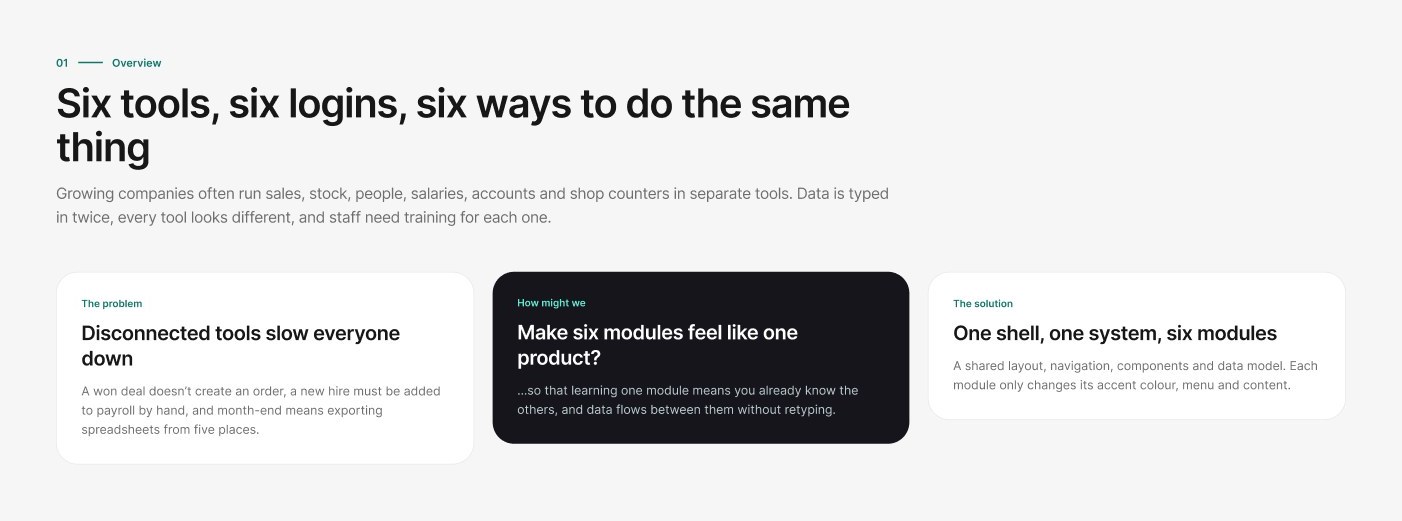 01 Overview
Six tools, six logins, six ways to do the same
thing
Growing companies often run sales, stock, people, salaries, accounts and shop counters in separate tools. Data is typed
in twice, every tool looks different, and staff need training for each one.
The problem
Disconnected tools slow everyone
down
A won deal doesn’t create an order, a new hire must be added
to payroll by hand, and month-end means exporting
spreadsheets from five places.
How might we
Make six modules feel like one
product?
…so that learning one module means you already know the
others, and data flows between them without retyping.
The solution
One shell, one system, six modules
A shared layout, navigation, components and data model. Each
module only changes its accent colour, menu and content.